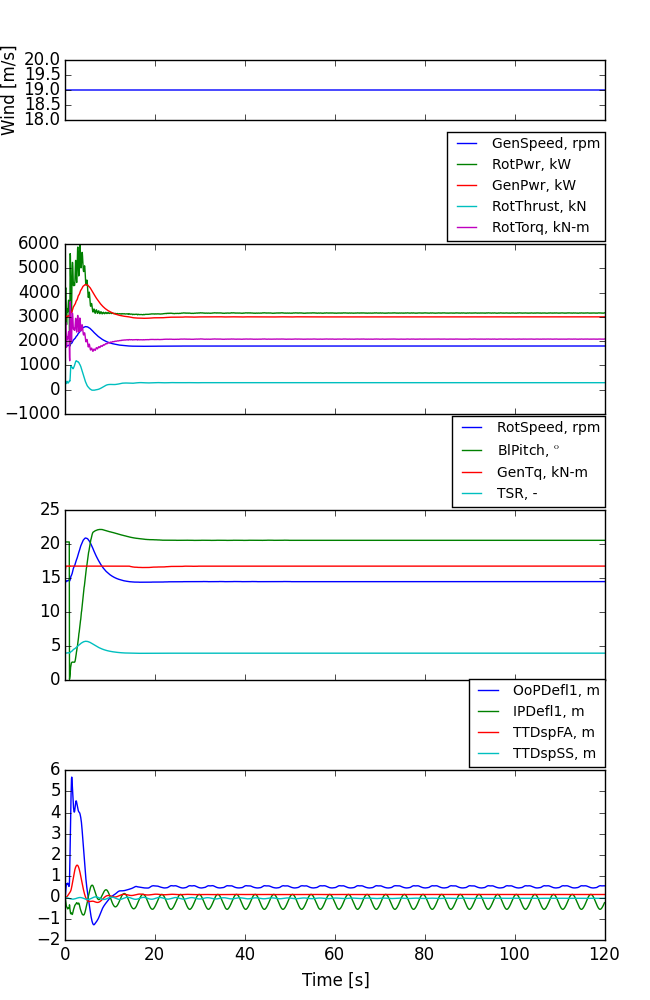 Wind [m/s]
20.0
19.5
19.0
18.5
18.0
GenSpeed, rpm
RotPwr, kW
GenPwr, kW
RotThrust, kN
RotTorq, kN-m
6000
5000
4000
3000
2000
1000
0
−1000
RotSpeed, rpm
BlPitch, °
GenTq, kN-m
TSR, -
25
20
15
10
5
0
OoPDefl1, m
IPDefl1, m
TTDspFA, m
TTDspSS, m
6
5
4
3
2
1
0
−1
−2
0 20 40 60 80 100 120
Time [s]